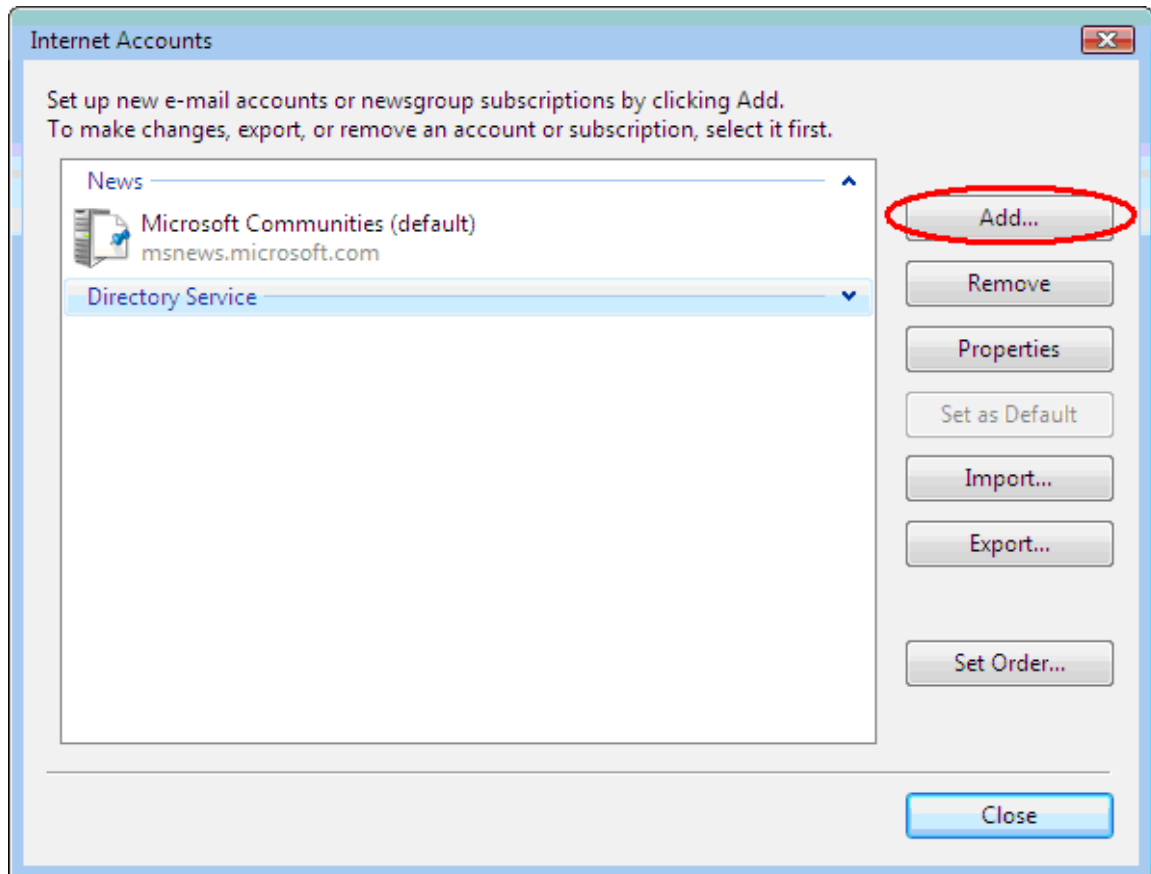 Internet Accounts
Set up new e-mail accounts or newsgroup subscriptions by clicking Add.
To make changes, export, or remove an account or subscription, select it first.
News
Microsoft Communities (default)
msnews.microsoft.com
Directory Service
Add...
Remove
Properties
Set as Default
Import...
Export...
Set Order...
Close